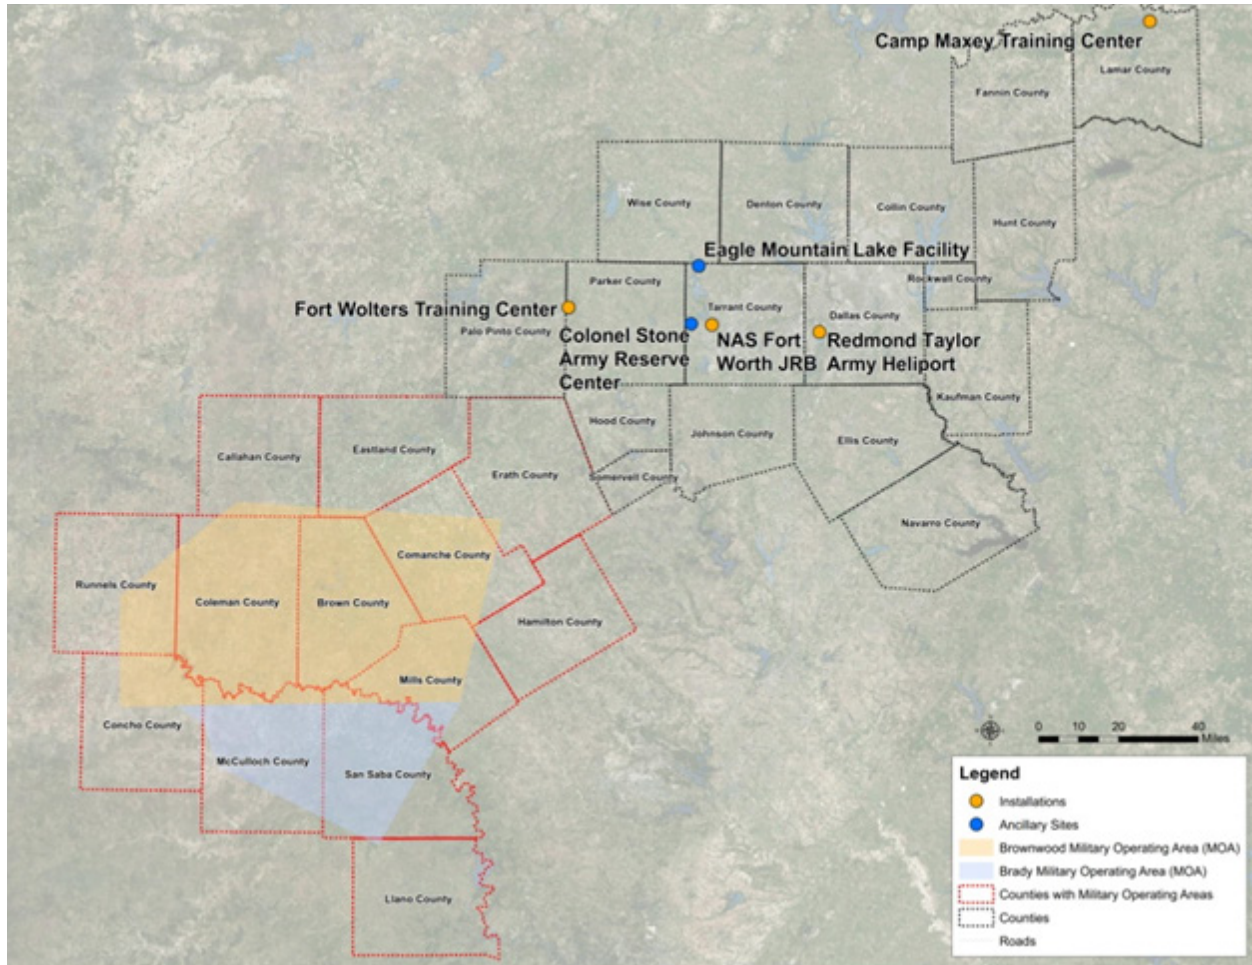 Camp Maxey Training Center
Lamar County
Fannin County
Wise County
Denton County
Collin County
Hunt County
Eagle Mountain Lake Facility
Rockwall County
Parker County
Tarrant County
Dallas County
Fort Wolters Training Center
Palo Pinto County
Colonel Stone
Army Reserve
Center
NAS Fort
Worth JRB
Redmond Taylor
Army Heliport
Kaufman County
Hood County
Johnson County
Ellis County
Callahan County
Eastland County
Erath County
Somervell County
Navarro County
Comanche County
Runnels County
Coleman County
Brown County
Hamilton County
Mills County
Concho County
McCulloch County
San Saba County
Llano County
0 10 20 40
Miles
Legend
Installations
Ancillary Sites
Brownwood Military Operating Area (MOA)
Brady Military Operating Area (MOA)
Counties with Military Operating Areas
Counties
Roads